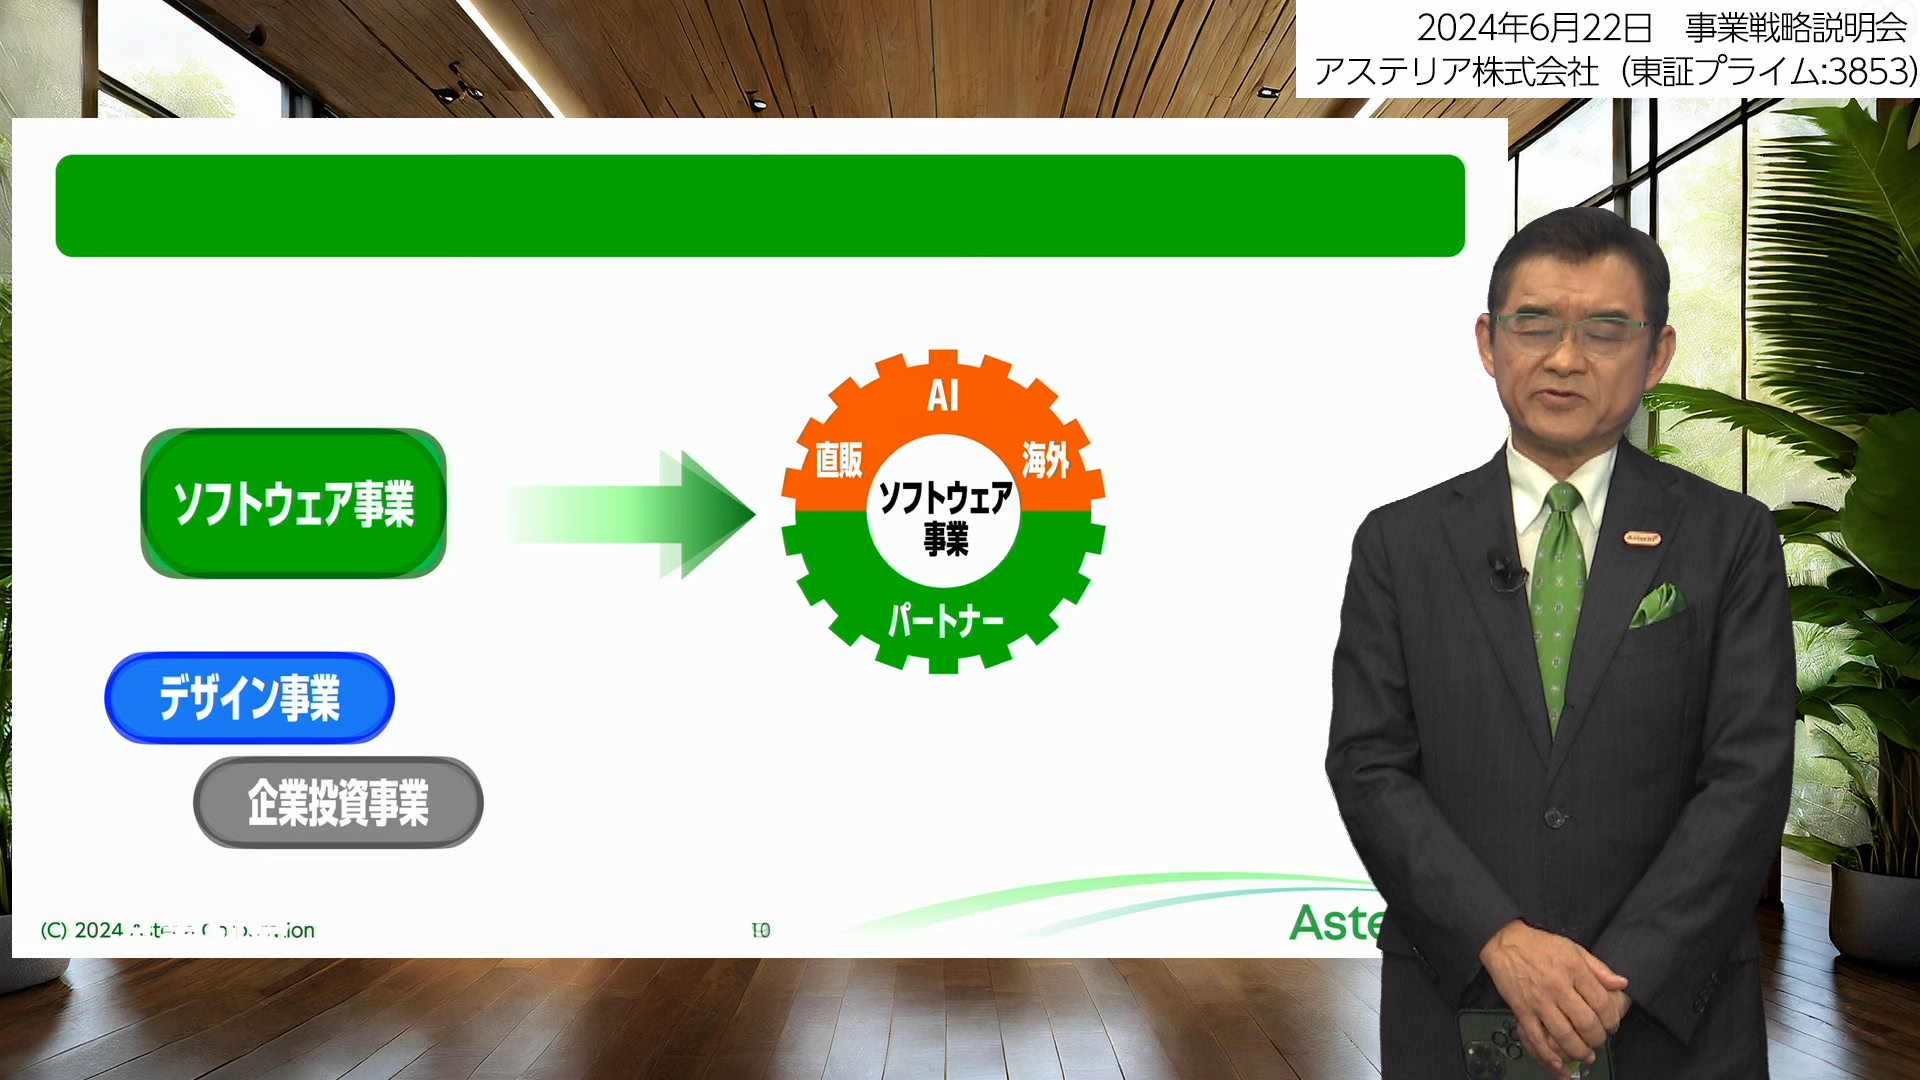 2024年6月22日　事業戦略説明会
アステリア株式会社（東証プライム:3853)
AI
直販
海外
ソフトウェア
事業
パートナー
ソフトウェア事業
デザイン事業
企業投資事業
(C) 2024
Aste